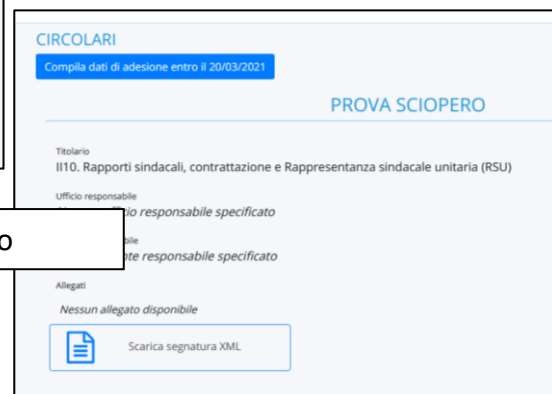 CIRCOLARI
Compila dati di adesione entro il 20/03/2021
PROVA SCIOPERO
Titolario
II10. Rapporti sindacali, contrattazione e Rappresentanza sindacale unitaria (RSU)
Ufficio responsabile
responsabile specificato
o
responsabile specificato
Allegati
Nessun allegato disponibile
Scarica segnatura XML